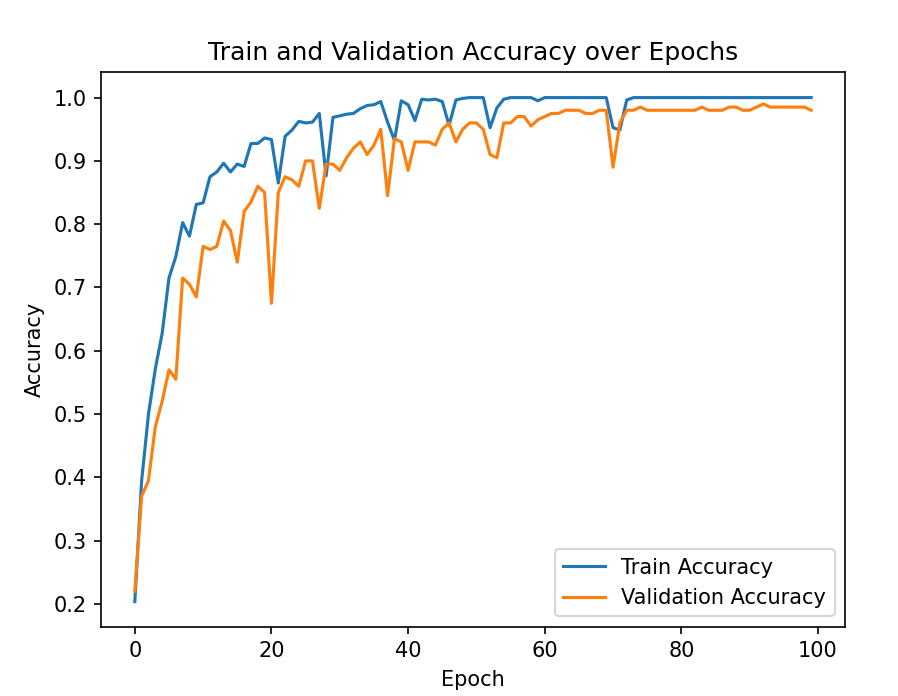 Train and Validation Accuracy over Epochs
Accuracy
1.0
0.9
0.8
0.7
0.6
0.5
0.4
0.3
0.2
Train Accuracy
Validation Accuracy
0 20 40 60 80 100
Epoch